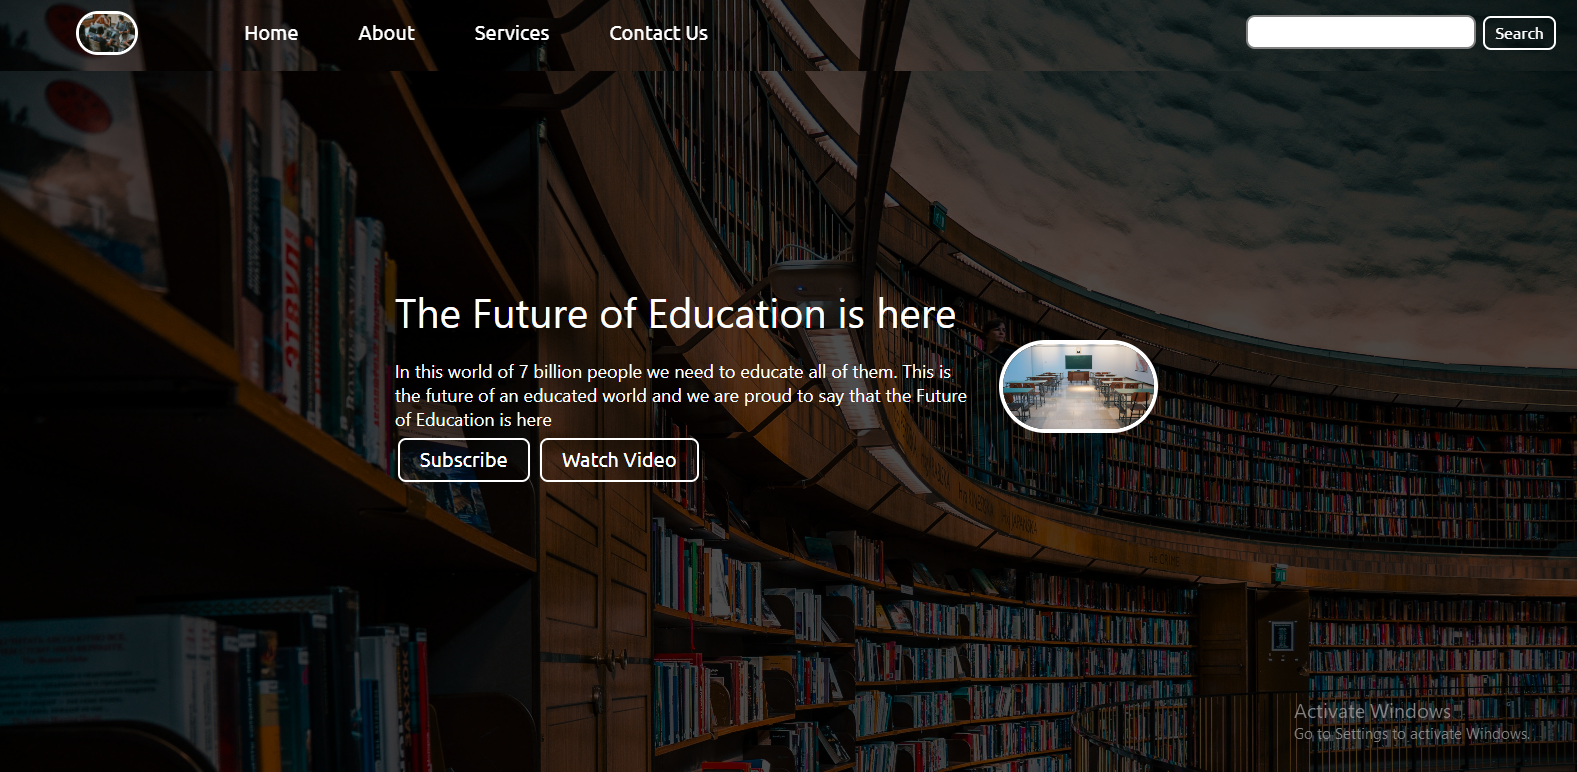 Home About Services Contact Us Search
The Future of Education is here
In this world of 7 billion people we need to educate all of them. This is
the future of an educated world and we are proud to say that the Future
of Education is here
Subscribe Watch Video
Activate Windows
Go to Settings to activate Windows.